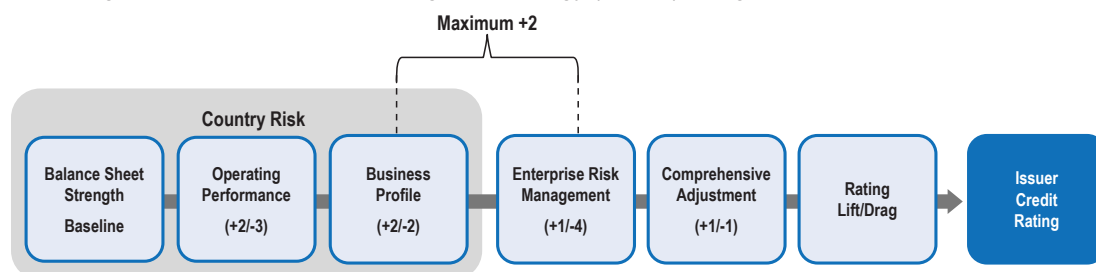 Maximum +2
Country Risk
Balance Sheet
Strength
Baseline
Operating
Performance
(+2/-3)
Business
Profile
(+2/-2)
Enterprise Risk
Management
(+1/-4)
Comprehensive
Adjustment
(+1/-1)
Rating
Lift/Drag
Issuer
Credit
Rating